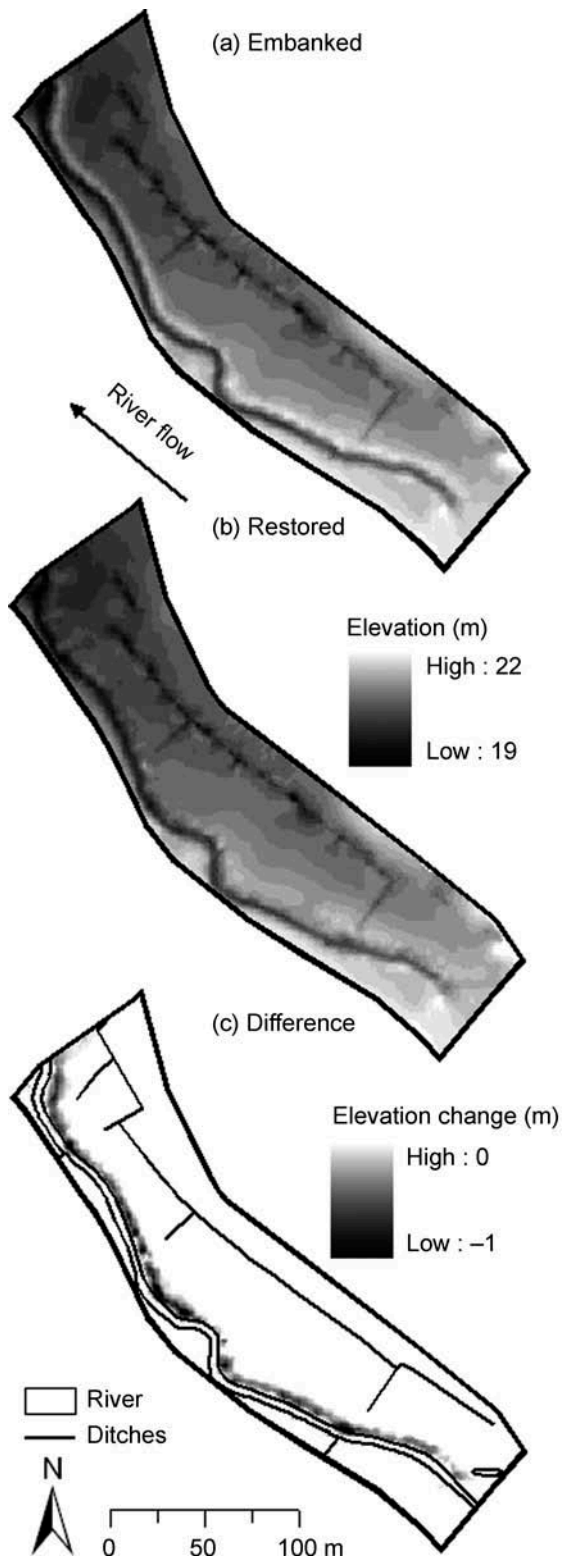 (a) Embanked
River flow
(b) Restored
Elevation (m)
High : 22
Low : 19
(c) Difference
Elevation change (m)
High : 0
Low : –1
River
Ditches
N
0 50 100 m